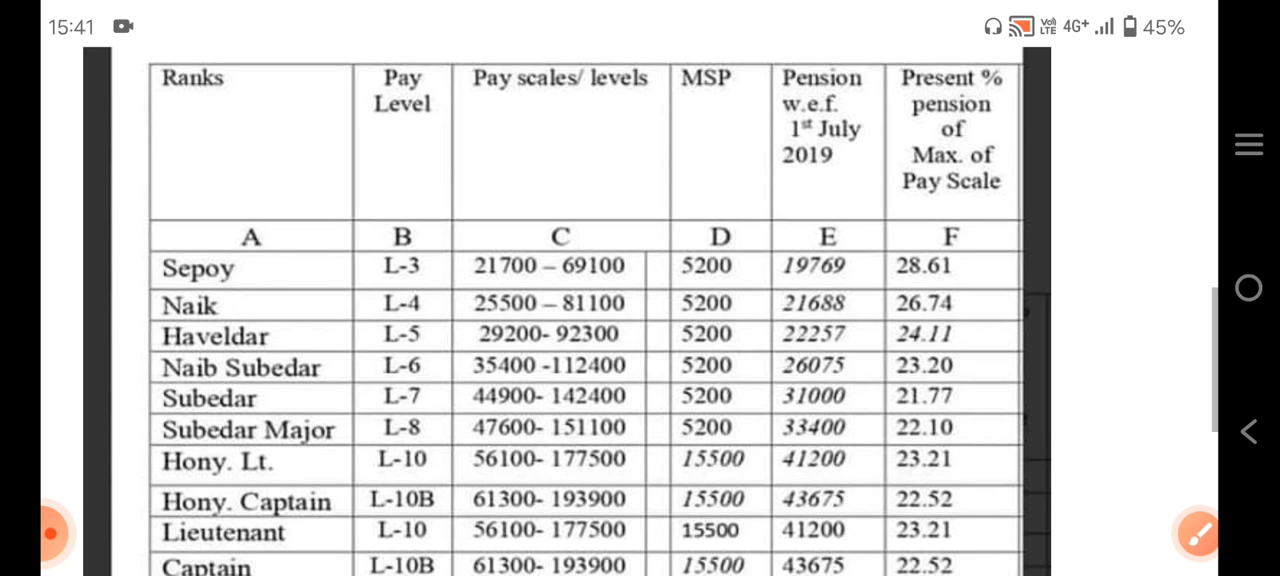 15:41 Vo) LTE 4G+ 45%
Ranks Pay Level Pay scales/ levels MSP Pension w.e.f. 1st July 2019 Present % pension of Max. of Pay Scale
A B C D E F
Sepoy L-3 21700 – 69100 5200 19769 28.61
Naik L-4 25500 – 81100 5200 21688 26.74
Haveldar L-5 29200- 92300 5200 22257 24.11
Naib Subedar L-6 35400 -112400 5200 26075 23.20
Subedar L-7 44900- 142400 5200 31000 21.77
Subedar Major L-8 47600- 151100 5200 33400 22.10
Hony. Lt. L-10 56100- 177500 15500 41200 23.21
Hony. Captain L-10B 61300- 193900 15500 43675 22.52
Lieutenant L-10 56100- 177500 15500 41200 23.21
Captain L-10B 61300- 193900 15500 43675 22.52